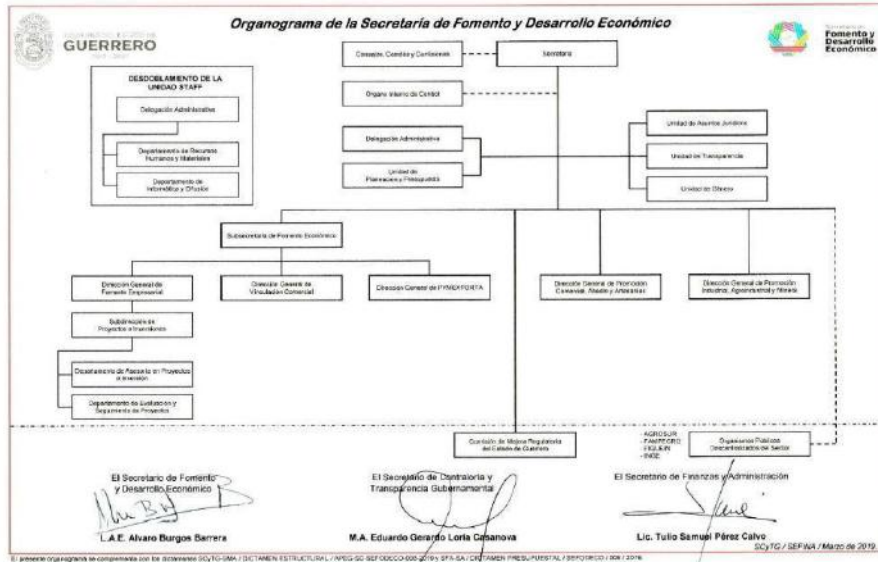 Organograma de la Secretaría de Fomento y Desarrollo Económico
GUERRERO
Secretaría de
Fomento y
Desarrollo
Económico
DESDOBLAMIENTO DE LA
UNIDAD STAFF
Delegación Administrativa
Departamento de Recursos
Humanos y Materiales
Departamento de
Informática y Difusión
Secretaría
Órgano Interno de Control
Delegación Administrativa
Unidad de
Planeación y Presupuesto
Unidad de Asuntos Jurídicos
Unidad de Transparencia
Unidad de Género
Subsecretaría de Fomento Económico
Dirección General de
Fomento Empresarial
Dirección General de
Vinculación Comercial
Dirección General de PYMEXPORTA
Dirección General de Promoción
Comercial, Abasto y Artesanías
Dirección General de Promoción
Industrial, Agroindustrial y Minera
Subdirección de
Proyectos e Inversiones
Departamento de Asesoría en Proyectos
e Inversión
Departamento de Evaluación y
Seguimiento de Proyectos
Comisión de Mejora Regulatoria
del Estado de Guerrero
- AGROSUR
- FAMPEGRO
- FIGUEIN
- INGE
Organismos Públicos
Descentralizados de Sector
El Secretario de Fomento
y Desarrollo Económico
L.A.E. Alvaro Burgos Barrera
El Secretario de Contraloría y
Transparencia Gubernamental
M.A. Eduardo Gerardo Loria Casanova
El Secretario de Finanzas y Administración
Lic. Tulio Samuel Pérez Calvo
SCyTG / SEFINA / Marzo de 2019.